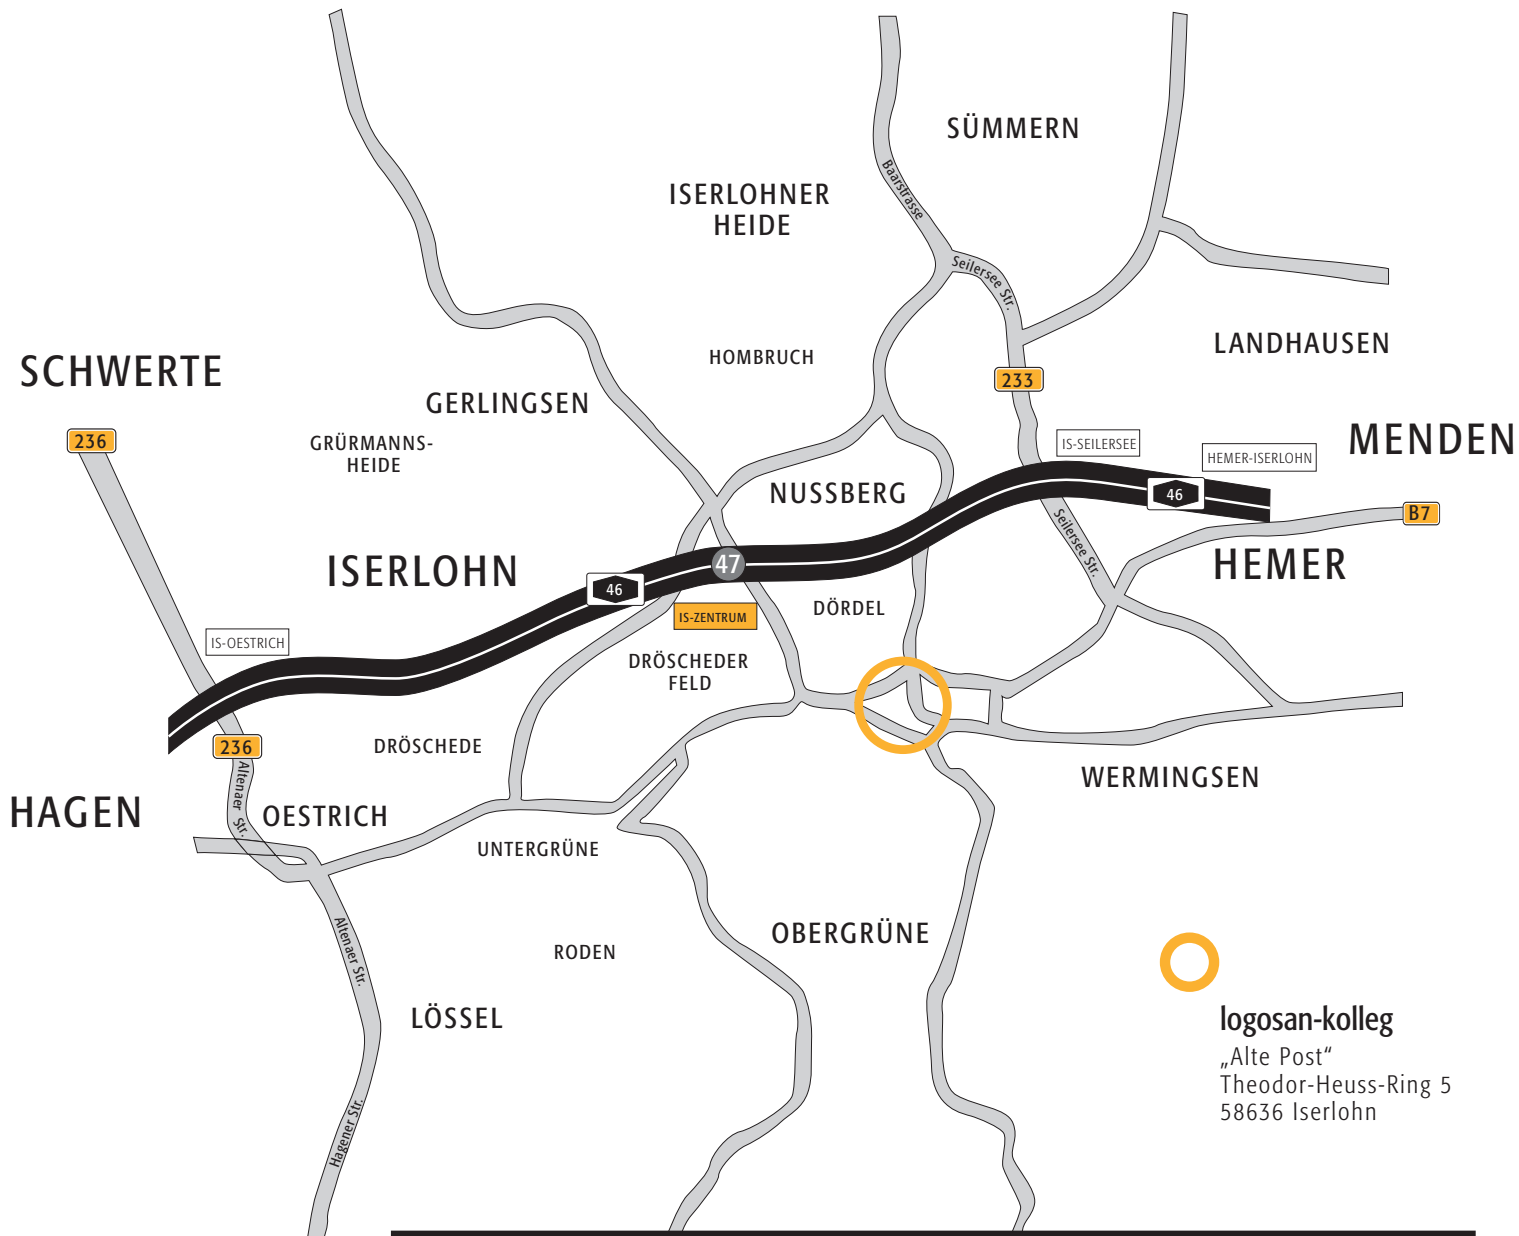 SÜMMERN
Baarstrasse
ISERLOHNER
HEIDE
Seilersee Str.
LANDHAUSEN
HOMBRUCH
SCHWERTE
233
GERLINGSEN
236
GRÜRMANNS-
HEIDE
IS-SEILERSEE
HEMER-ISERLOHN
MENDEN
NUSSBERG
46
B7
Seilersee Str.
ISERLOHN
47
HEMER
46
IS-ZENTRUM
DÖRDEL
IS-OESTRICH
DRÖSCHEDER
FELD
236
DRÖSCHEDE
Altenaer Str.
WERMINGSEN
HAGEN
OESTRICH
UNTERGRÜNE
Altenaer Str.
RODEN
OBERGRÜNE
LÖSSEL
Hagener Str.
logosan-kolleg
„Alte Post“
Theodor-Heuss-Ring 5
58636 Iserlohn